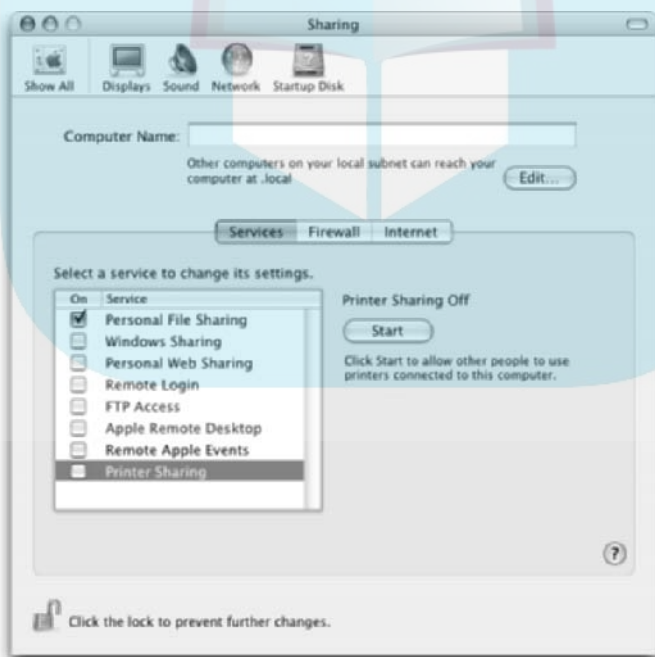 Sharing
Show All
Displays
Sound
Network
Startup Disk
Computer Name:
Other computers on your local subnet can reach your
computer at .local
Edit...
Services
Firewall
Internet
Select a service to change its settings.
On
Service
Personal File Sharing
Windows Sharing
Personal Web Sharing
Remote Login
FTP Access
Apple Remote Desktop
Remote Apple Events
Printer Sharing
Printer Sharing Off
Start
Click Start to allow other people to use
printers connected to this computer.
?
Click the lock to prevent further changes.